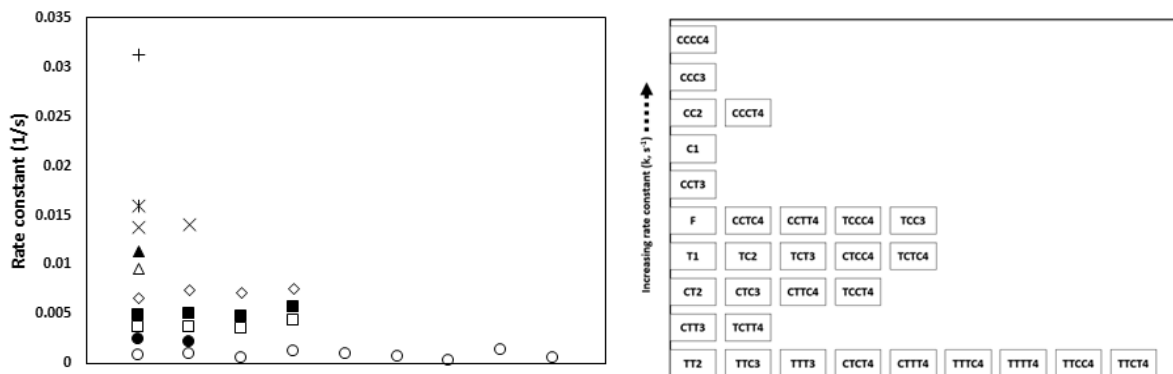 0.035
0.03
0.025
0.02
0.015
0.01
0.005
0
Rate constant (1/s)
Increasing rate constant (k, s⁻¹)
CCCC4
CCC3
CC2 CCCT4
C1
CCT3
F CCTC4 CCTT4 TCCC4 TCC3
T1 TC2 TCT3 CTCC4 TCTC4
CT2 CTC3 CTTC4 TCCT4
CTT3 TCTT4
TT2 TTC3 TTT3 CTCT4 CTTT4 TTTC4 TTTT4 TTCC4 TTCT4